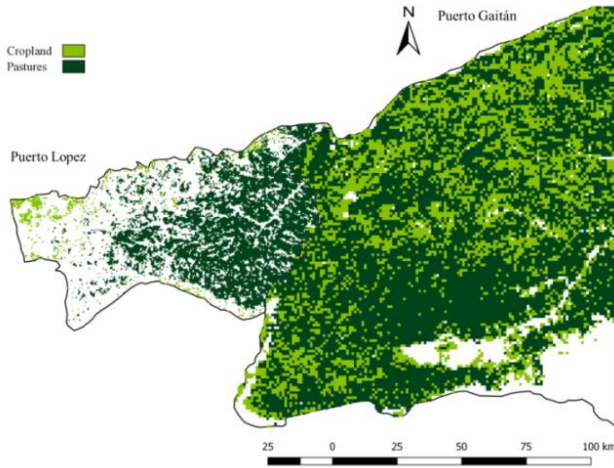 N
Puerto Gaitán
Cropland
Pastures
Puerto Lopez
25 0 25 50 75 100 km